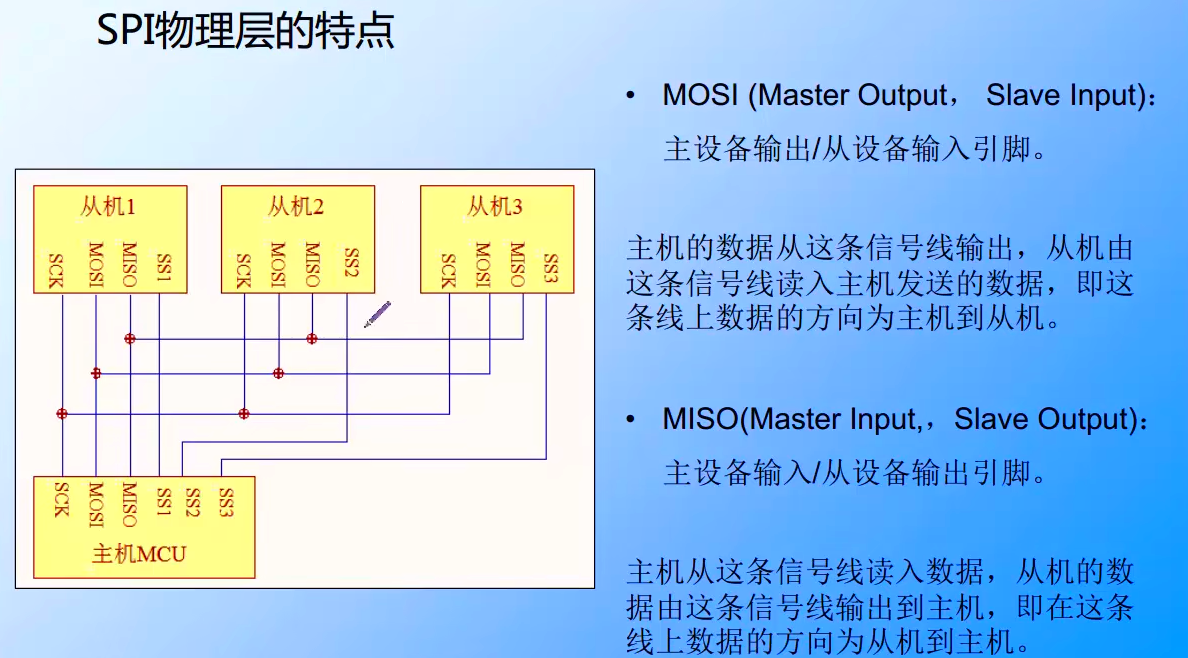 SPI物理层的特点
• MOSI (Master Output， Slave Input)：
主设备输出/从设备输入引脚。
主机的数据从这条信号线输出，从机由
这条信号线读入主机发送的数据，即这
条线上数据的方向为主机到从机。
• MISO(Master Input,，Slave Output)：
主设备输入/从设备输出引脚。
主机从这条信号线读入数据，从机的数
据由这条信号线输出到主机，即在这条
线上数据的方向为从机到主机。
从机1
SCK
MOSI
MISO
SS1
从机2
SCK
MOSI
MISO
SS2
从机3
SCK
MOSI
MISO
SS3
SCK
MOSI
MISO
SS1
SS2
SS3
主机MCU